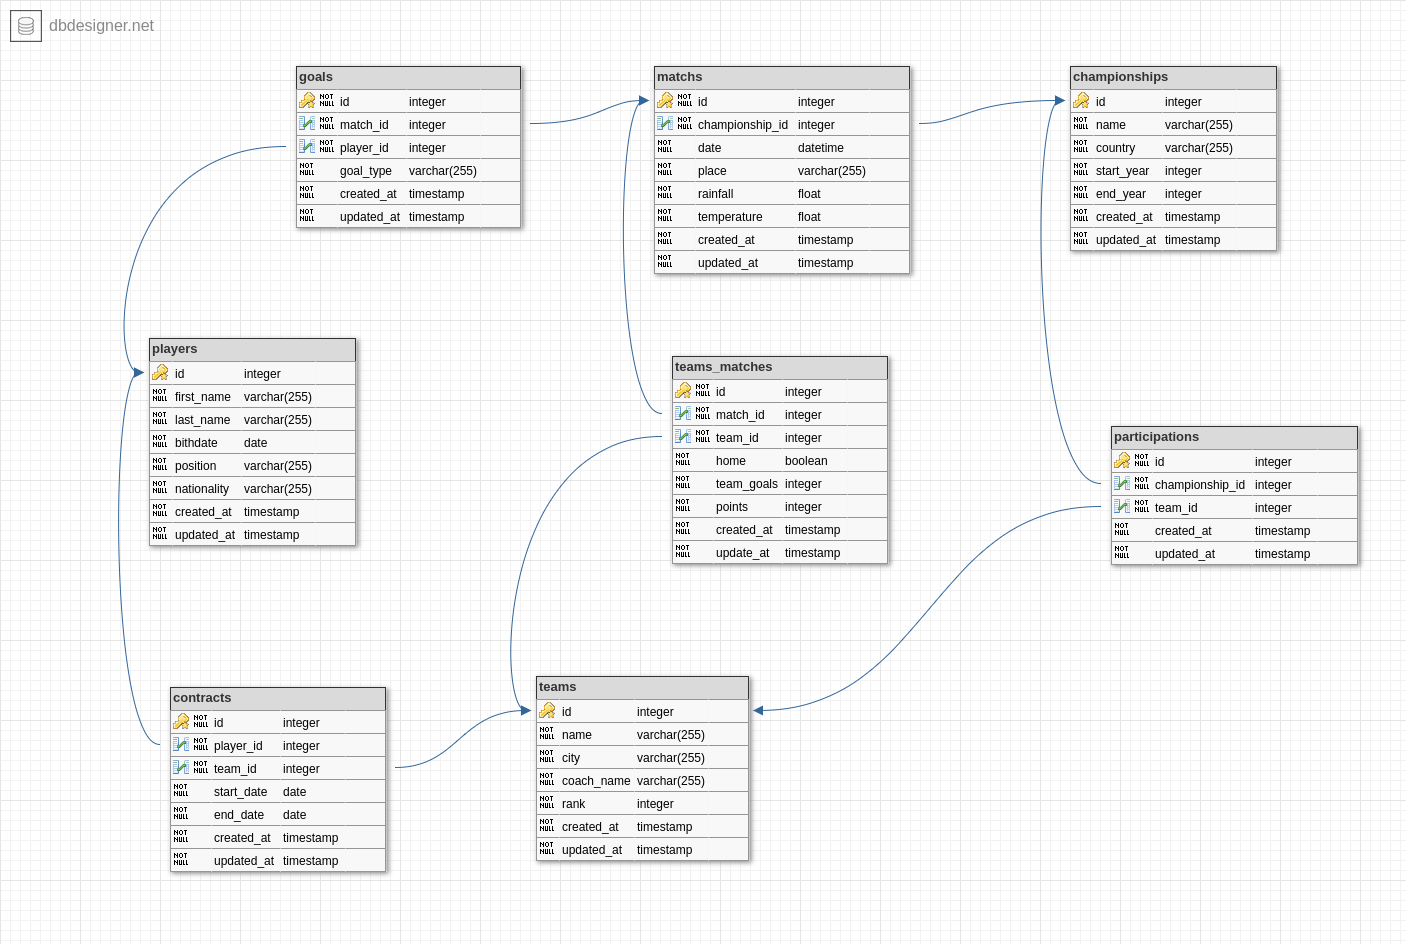 dbdesigner.net
goals
NOT NULL id integer
NOT NULL match_id integer
NOT NULL player_id integer
NOT NULL goal_type varchar(255)
NOT NULL created_at timestamp
NOT NULL updated_at timestamp
matchs
NOT NULL id integer
NOT NULL championship_id integer
NOT NULL date datetime
NOT NULL place varchar(255)
NOT NULL rainfall float
NOT NULL temperature float
NOT NULL created_at timestamp
NOT NULL updated_at timestamp
championships
id integer
NOT NULL name varchar(255)
NOT NULL country varchar(255)
NOT NULL start_year integer
NOT NULL end_year integer
NOT NULL created_at timestamp
NOT NULL updated_at timestamp
players
id integer
NOT NULL first_name varchar(255)
NOT NULL last_name varchar(255)
NOT NULL bithdate date
NOT NULL position varchar(255)
NOT NULL nationality varchar(255)
NOT NULL created_at timestamp
NOT NULL updated_at timestamp
teams_matches
NOT NULL id integer
NOT NULL match_id integer
NOT NULL team_id integer
NOT NULL home boolean
NOT NULL team_goals integer
NOT NULL points integer
NOT NULL created_at timestamp
NOT NULL update_at timestamp
participations
NOT NULL id integer
NOT NULL championship_id integer
NOT NULL team_id integer
NOT NULL created_at timestamp
NOT NULL updated_at timestamp
contracts
NOT NULL id integer
NOT NULL player_id integer
NOT NULL team_id integer
NOT NULL start_date date
NOT NULL end_date date
NOT NULL created_at timestamp
NOT NULL updated_at timestamp
teams
id integer
NOT NULL name varchar(255)
NOT NULL city varchar(255)
NOT NULL coach_name varchar(255)
NOT NULL rank integer
NOT NULL created_at timestamp
NOT NULL updated_at timestamp